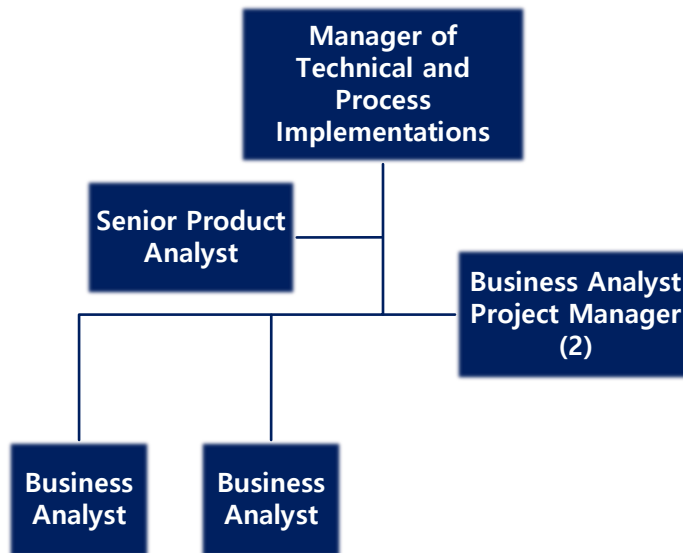 Manager of
Technical and
Process
Implementations
Senior Product
Analyst
Business Analyst
Project Manager
(2)
Business
Analyst
Business
Analyst